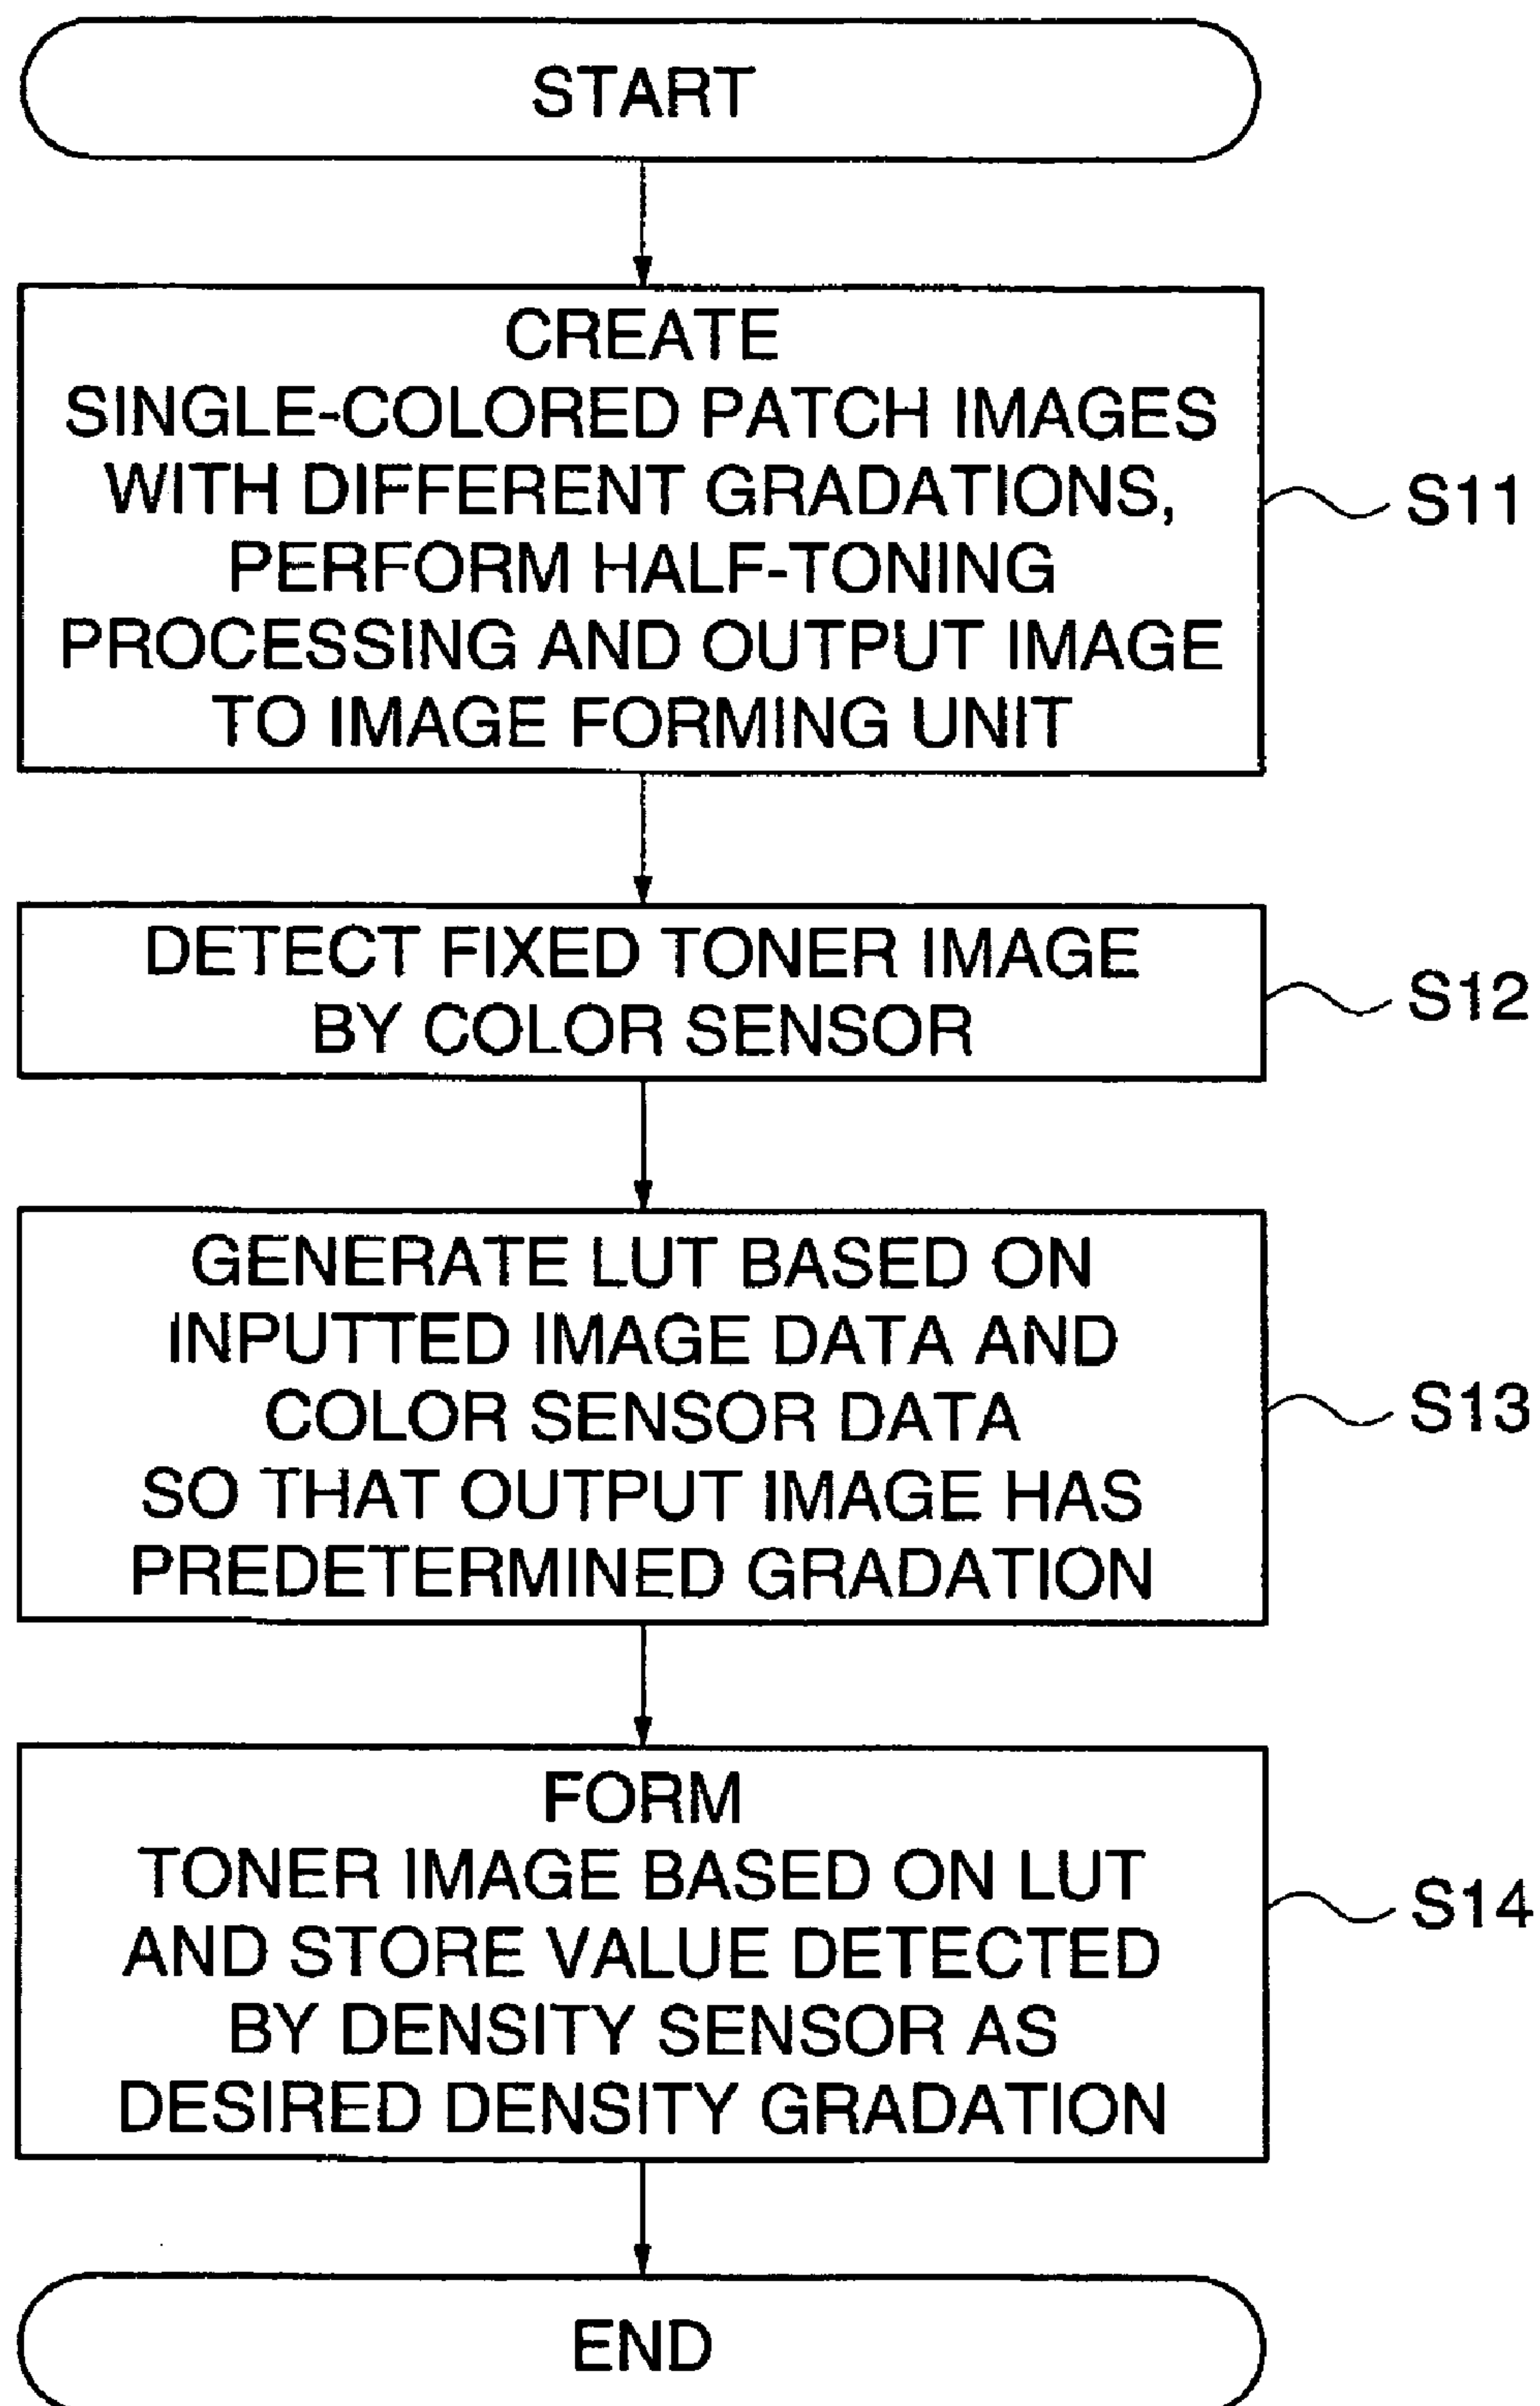 START
CREATE
SINGLE-COLORED PATCH IMAGES
WITH DIFFERENT GRADATIONS,
PERFORM HALF-TONING
PROCESSING AND OUTPUT IMAGE
TO IMAGE FORMING UNIT
S11
DETECT FIXED TONER IMAGE
BY COLOR SENSOR
S12
GENERATE LUT BASED ON
INPUTTED IMAGE DATA AND
COLOR SENSOR DATA
SO THAT OUTPUT IMAGE HAS
PREDETERMINED GRADATION
S13
FORM
TONER IMAGE BASED ON LUT
AND STORE VALUE DETECTED
BY DENSITY SENSOR AS
DESIRED DENSITY GRADATION
S14
END